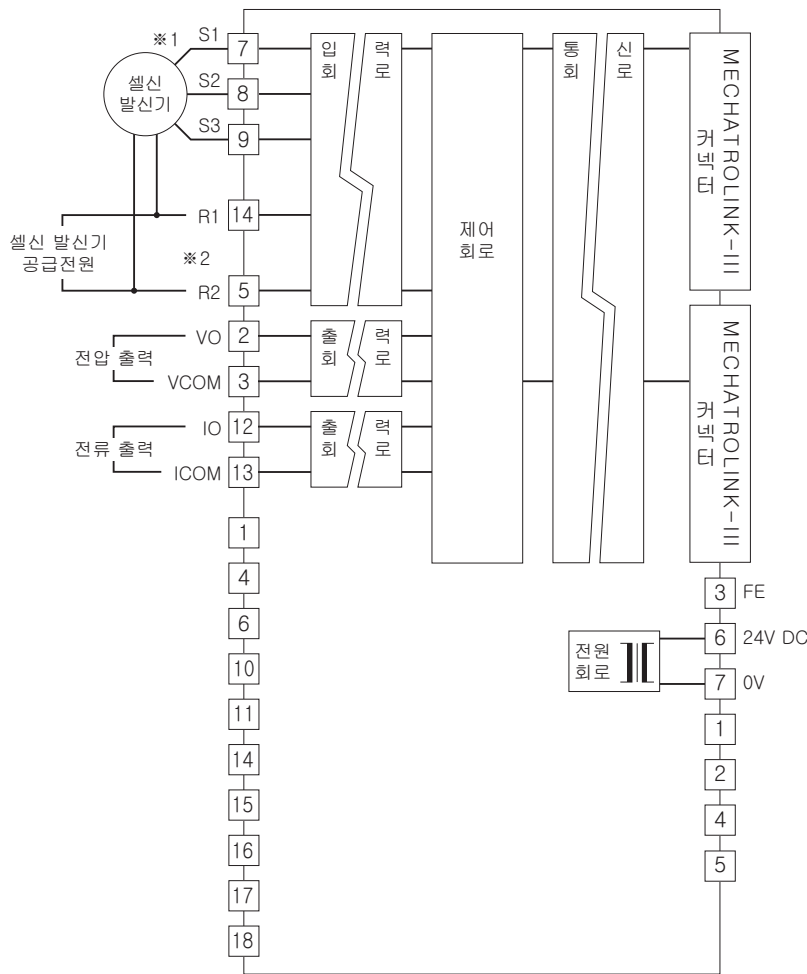 ※1
S1
7
셀신
발신기
S2
8
S3
9
R1
14
셀신 발신기
공급전원
※2
R2
5
전압 출력
VO
2
VCOM
3
전류 출력
IO
12
ICOM
13
1
4
6
10
11
14
15
16
17
18
입력
회로
출력
회로
출력
회로
제어
회로
통신
회로
MECHATROLINK-III
커넥터
MECHATROLINK-III
커넥터
3
FE
전원
회로
6
24V DC
7
0V
1
2
4
5